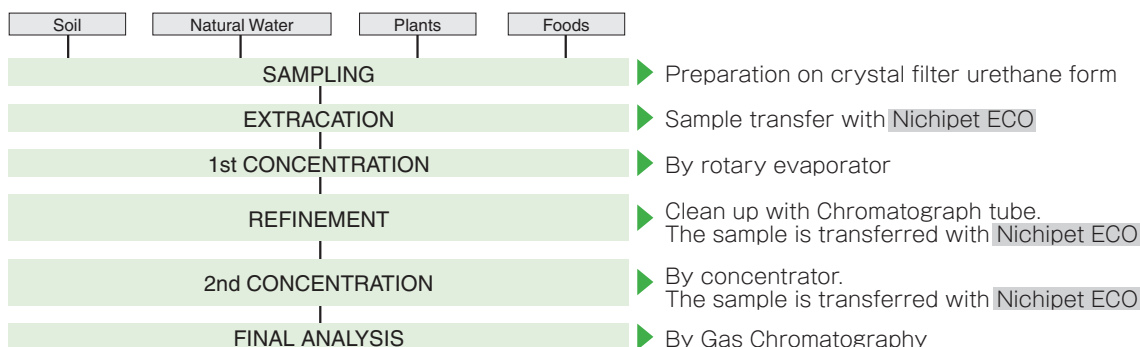 Soil Natural Water Plants Foods
SAMPLING
Preparation on crystal filter urethane form
EXTRACATION
Sample transfer with Nichipet ECO
1st CONCENTRATION
By rotary evaporator
REFINEMENT
Clean up with Chromatograph tube.
The sample is transferred with Nichipet ECO
2nd CONCENTRATION
By concentrator.
The sample is transferred with Nichipet ECO
FINAL ANALYSIS
By Gas Chromatography